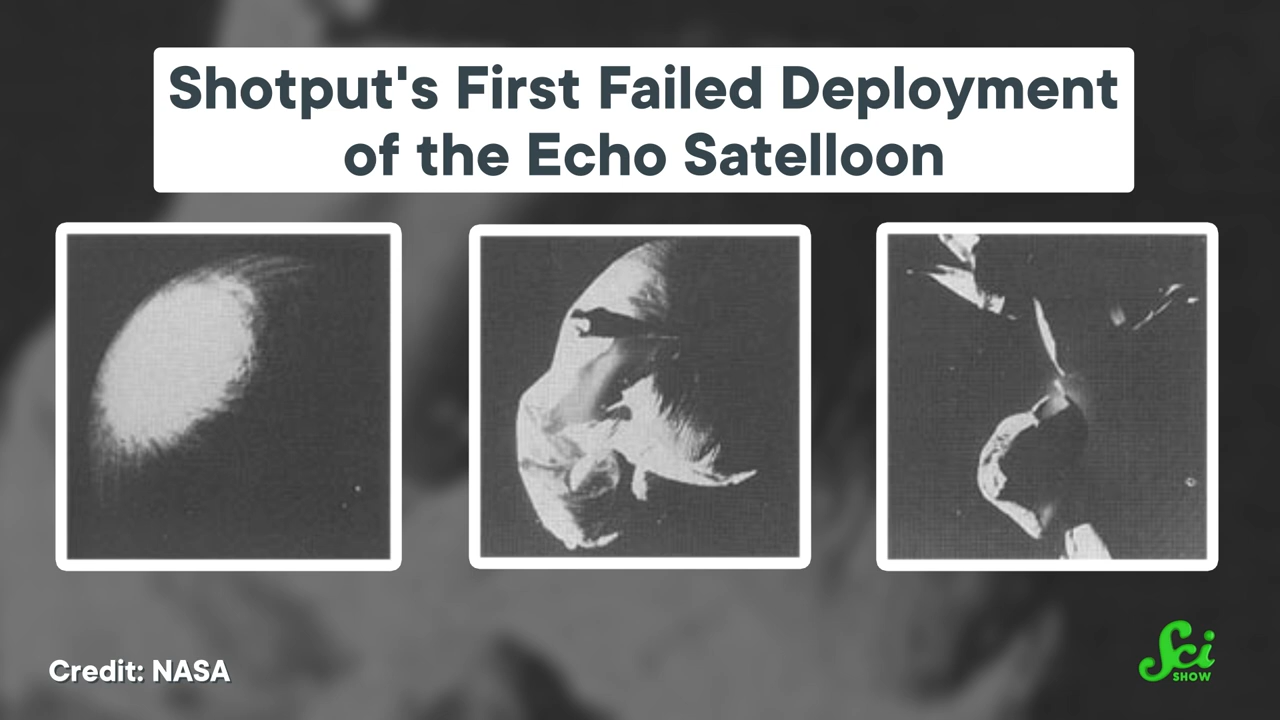 Shotput's First Failed Deployment
of the Echo Satelloon
Credit: NASA
Sci
SHOW